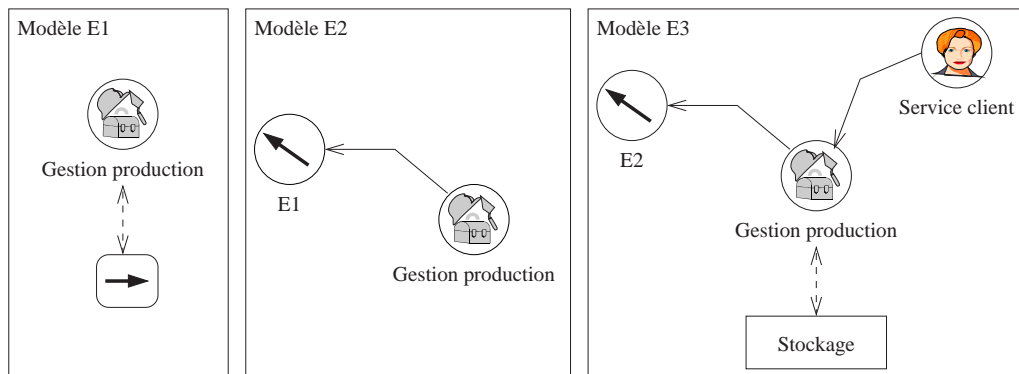 Modèle E1
Gestion production
Modèle E2
E1
Gestion production
Modèle E3
Service client
E2
Gestion production
Stockage